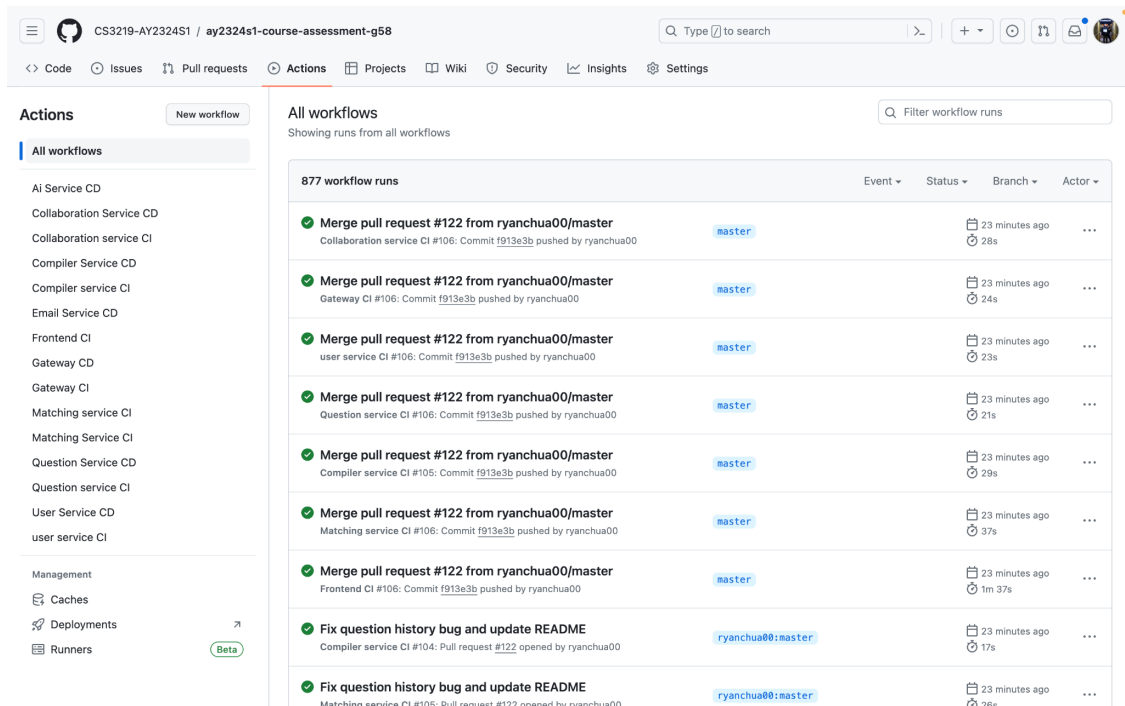 CS3219-AY2324S1 / ay2324s1-course-assessment-g58
Type / to search
Code
Issues
Pull requests
Actions
Projects
Wiki
Security
Insights
Settings
Actions
New workflow
All workflows
Ai Service CD
Collaboration Service CD
Collaboration service CI
Compiler Service CD
Compiler service CI
Email Service CD
Frontend CI
Gateway CD
Gateway CI
Matching service CI
Matching Service CI
Question Service CD
Question service CI
User Service CD
user service CI
Management
Caches
Deployments
Runners
Beta
All workflows
Showing runs from all workflows
Filter workflow runs
877 workflow runs
Event
Status
Branch
Actor
Merge pull request #122 from ryanchua00/master
Collaboration service CI #106: Commit f913e3b pushed by ryanchua00
master
23 minutes ago
28s
Merge pull request #122 from ryanchua00/master
Gateway CI #106: Commit f913e3b pushed by ryanchua00
master
23 minutes ago
24s
Merge pull request #122 from ryanchua00/master
user service CI #106: Commit f913e3b pushed by ryanchua00
master
23 minutes ago
23s
Merge pull request #122 from ryanchua00/master
Question service CI #106: Commit f913e3b pushed by ryanchua00
master
23 minutes ago
21s
Merge pull request #122 from ryanchua00/master
Compiler service CI #105: Commit f913e3b pushed by ryanchua00
master
23 minutes ago
29s
Merge pull request #122 from ryanchua00/master
Matching service CI #106: Commit f913e3b pushed by ryanchua00
master
23 minutes ago
37s
Merge pull request #122 from ryanchua00/master
Frontend CI #106: Commit f913e3b pushed by ryanchua00
master
23 minutes ago
1m 37s
Fix question history bug and update README
Compiler service CI #104: Pull request #122 opened by ryanchua00
ryanchua00:master
23 minutes ago
17s
Fix question history bug and update README
Matching service CI #105: Pull request #122 opened by ryanchua00
ryanchua00:master
23 minutes ago
26s